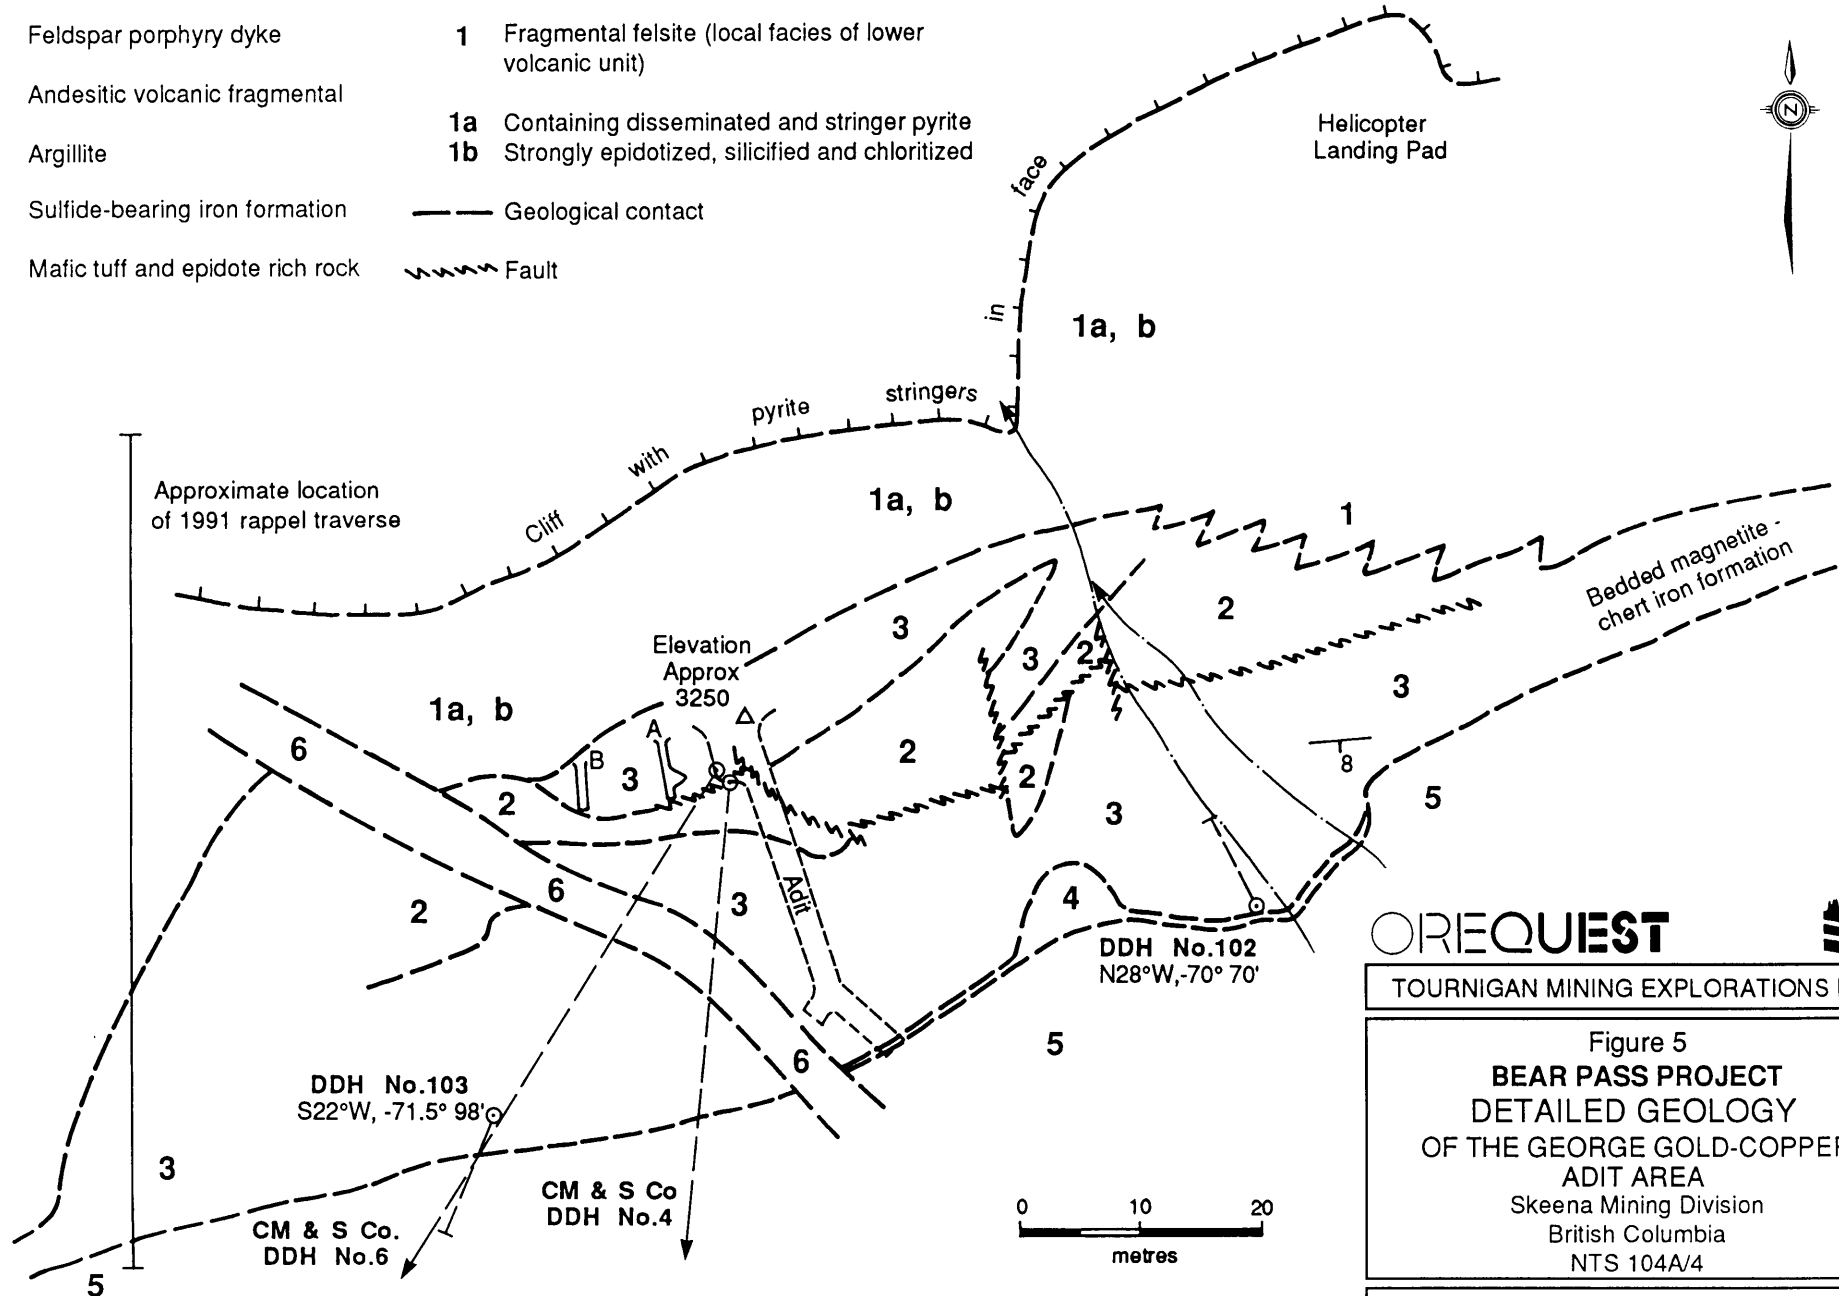 Feldspar porphyry dyke
Andesitic volcanic fragmental
Argillite
Sulfide-bearing iron formation
Mafic tuff and epidote rich rock
1 Fragmental felsite (local facies of lower
volcanic unit)
1a Containing disseminated and stringer pyrite
1b Strongly epidotized, silicified and chloritized
Geological contact
Fault
N
Helicopter
Landing Pad
Cliff with pyrite stringers in face
1a, b
Approximate location
of 1991 rappel traverse
1a, b
1
Bedded magnetite -
chert iron formation
2
3
Elevation
Approx
3250
3
2
3
1a, b
6
A
B
3
2
2
2
8
5
3
6
2
3
Adit
4
DDH No.102
N28°W,-70° 70'
5
6
DDH No.103
S22°W, -71.5° 98'
3
CM & S Co
DDH No.4
CM & S Co.
DDH No.6
5
0 10 20
metres
OREQUEST
TOURNIGAN MINING EXPLORATIONS
Figure 5
BEAR PASS PROJECT
DETAILED GEOLOGY
OF THE GEORGE GOLD-COPPER
ADIT AREA
Skeena Mining Division
British Columbia
NTS 104A/4